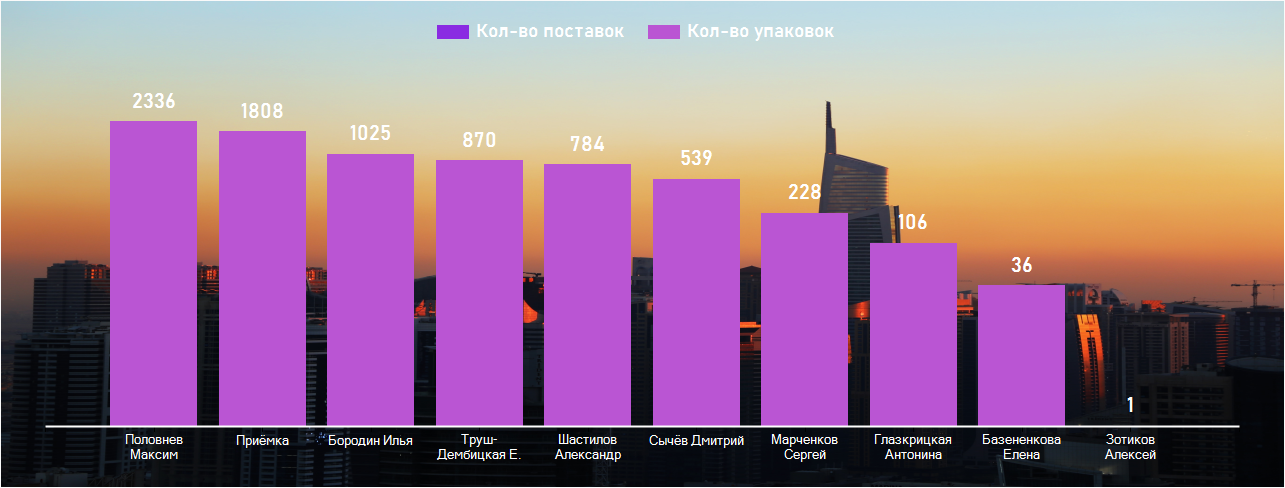 Кол-во поставок Кол-во упаковок
2336
1808
1025
870
784
539
228
106
36
1
Половнев
Максим
Приёмка
Бородин Илья
Труш-
Дембицкая Е.
Шастилов
Александр
Сычёв Дмитрий
Марченков
Сергей
Глазкрицкая
Антонина
Базененкова
Елена
Зотиков
Алексей